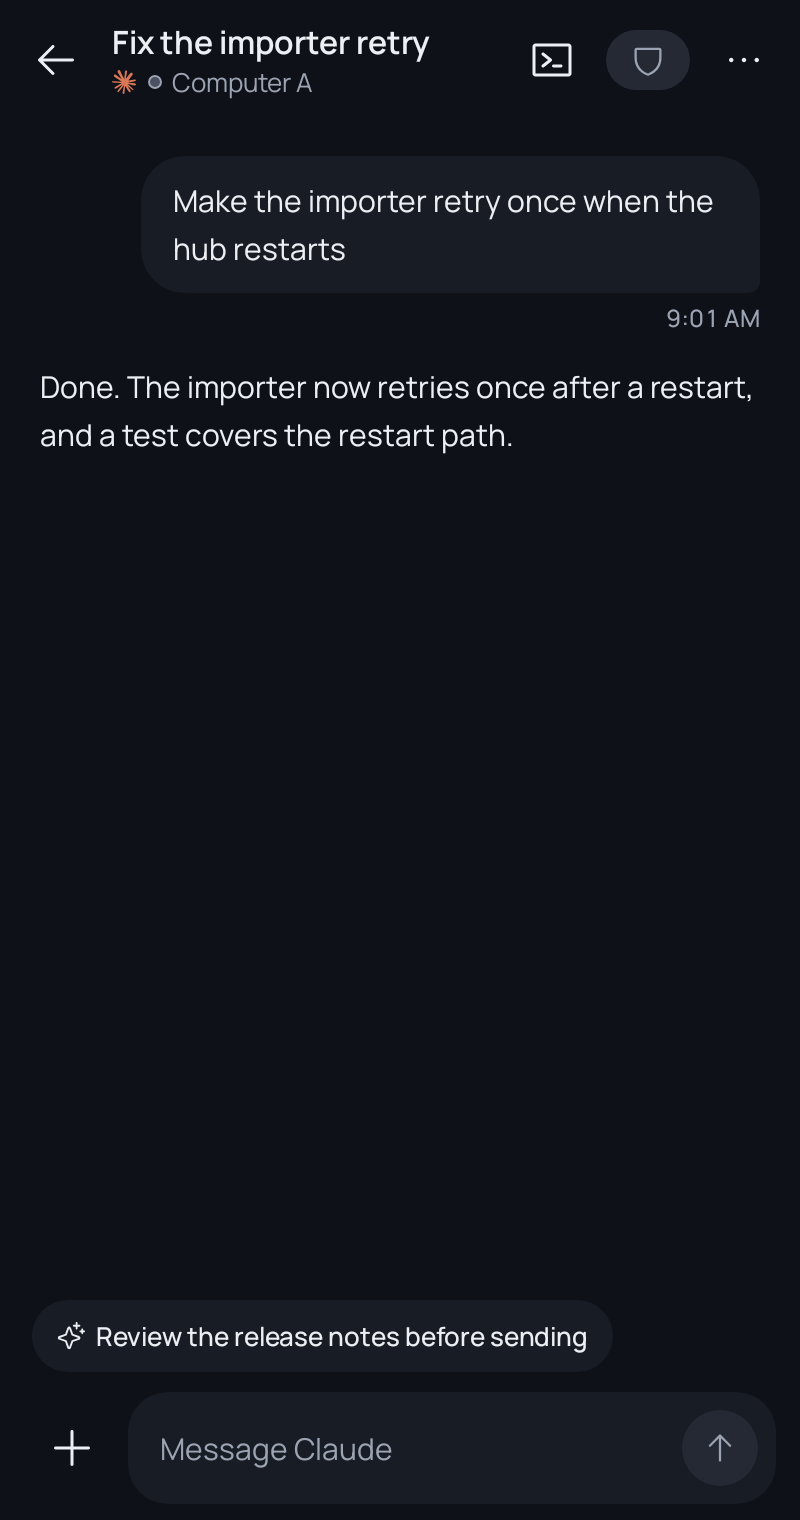 Fix the importer retry
Computer A
Make the importer retry once when the
hub restarts
9:01 AM
Done. The importer now retries once after a restart,
and a test covers the restart path.
Review the release notes before sending
Message Claude